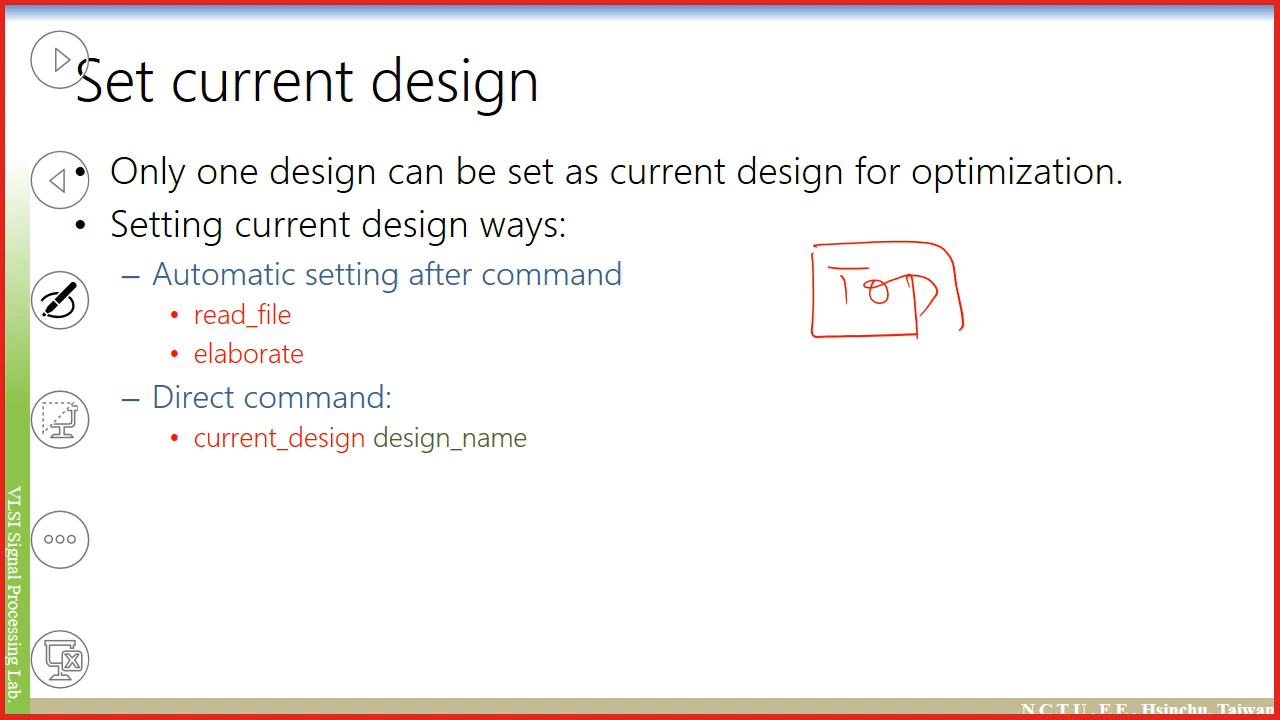 Set current design
• Only one design can be set as current design for optimization.
• Setting current design ways:
– Automatic setting after command
• read_file
• elaborate
– Direct command:
• current_design design_name
Top
VLSI Signal Processing Lab.
N C T U . E E , Hsinchu, Taiwan